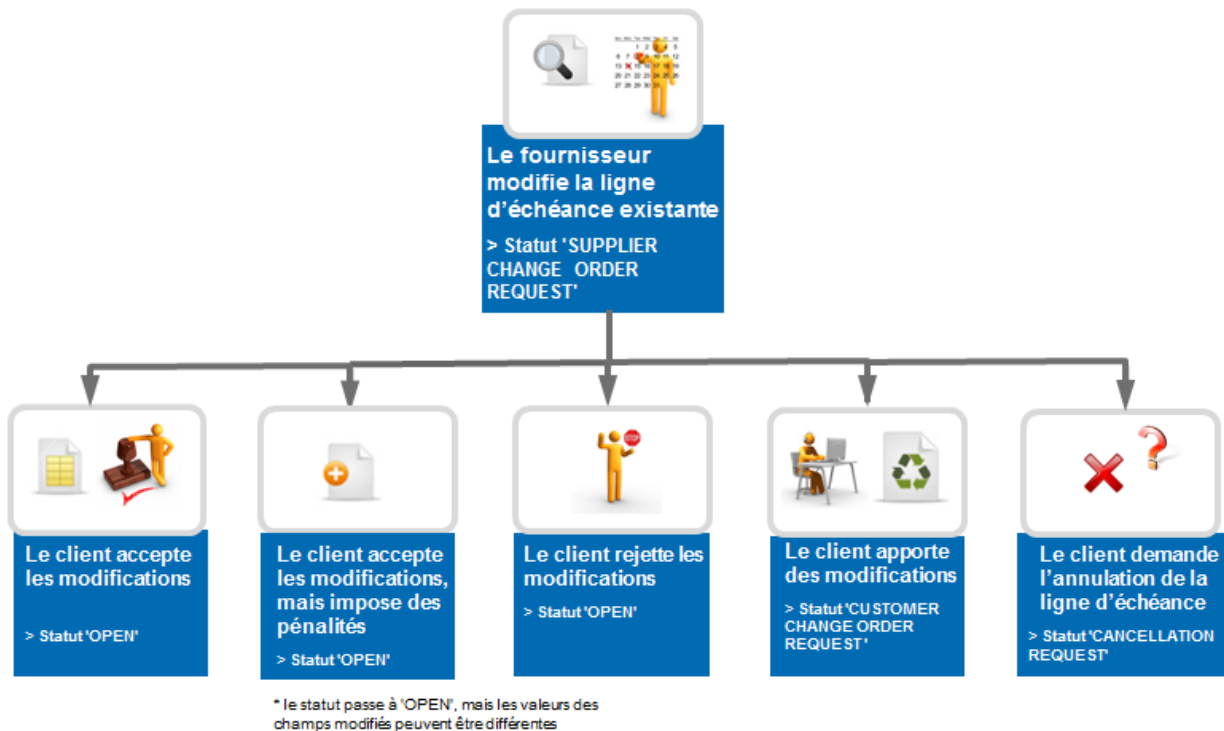 Le fournisseur
modifie la ligne
d'échéance existante
> Statut 'SUPPLIER
CHANGE ORDER
REQUEST'
Le client accepte
les modifications
> Statut 'OPEN'
Le client accepte
les modifications,
mais impose des
pénalités
> Statut 'OPEN'
Le client rejette les
modifications
> Statut 'OPEN'
Le client apporte
des modifications
> Statut 'CUSTOMER
CHANGE ORDER
REQUEST'
Le client demande
l'annulation de la
ligne d'échéance
> Statut 'CANCELLATION
REQUEST'
* le statut passe à 'OPEN', mais les valeurs des
champs modifiés peuvent être différentes